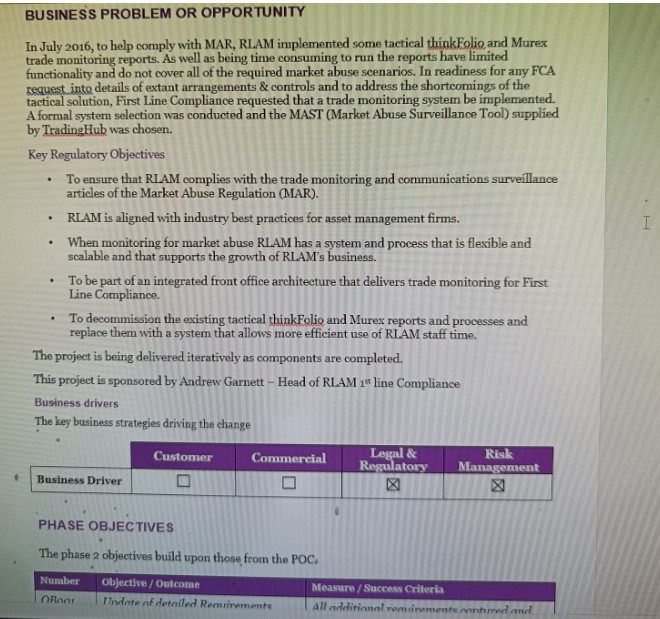 BUSINESS PROBLEM OR OPPORTUNITY
In July 2016, to help comply with MAR, RLAM implemented some tactical thinkFolio and Murex
trade monitoring reports. As well as being time consuming to run the reports have limited
functionality and do not cover all of the required market abuse scenarios. In readiness for any FCA
request into details of extant arrangements & controls and to address the shortcomings of the
tactical solution, First Line Compliance requested that a trade monitoring system be implemented.
A formal system selection was conducted and the MAST (Market Abuse Surveillance Tool) supplied
by TradingHub was chosen.
Key Regulatory Objectives
• To ensure that RLAM complies with the trade monitoring and communications surveillance
articles of the Market Abuse Regulation (MAR).
• RLAM is aligned with industry best practices for asset management firms.
• When monitoring for market abuse RLAM has a system and process that is flexible and
scalable and that supports the growth of RLAM's business.
• To be part of an integrated front office architecture that delivers trade monitoring for First
Line Compliance.
• To decommission the existing tactical thinkFolio and Murex reports and processes and
replace them with a system that allows more efficient use of RLAM staff time.
The project is being delivered iteratively as components are completed.
This project is sponsored by Andrew Garnett – Head of RLAM 1st line Compliance
Business drivers
The key business strategies driving the change
Customer Commercial Legal & Regulatory Risk Management
Business Driver ☐ ☐ ☒ ☒
PHASE OBJECTIVES
The phase 2 objectives build upon those from the POC.
Number Objective / Outcome Measure / Success Criteria
Update of detailed Requirements All additional requirements captured and